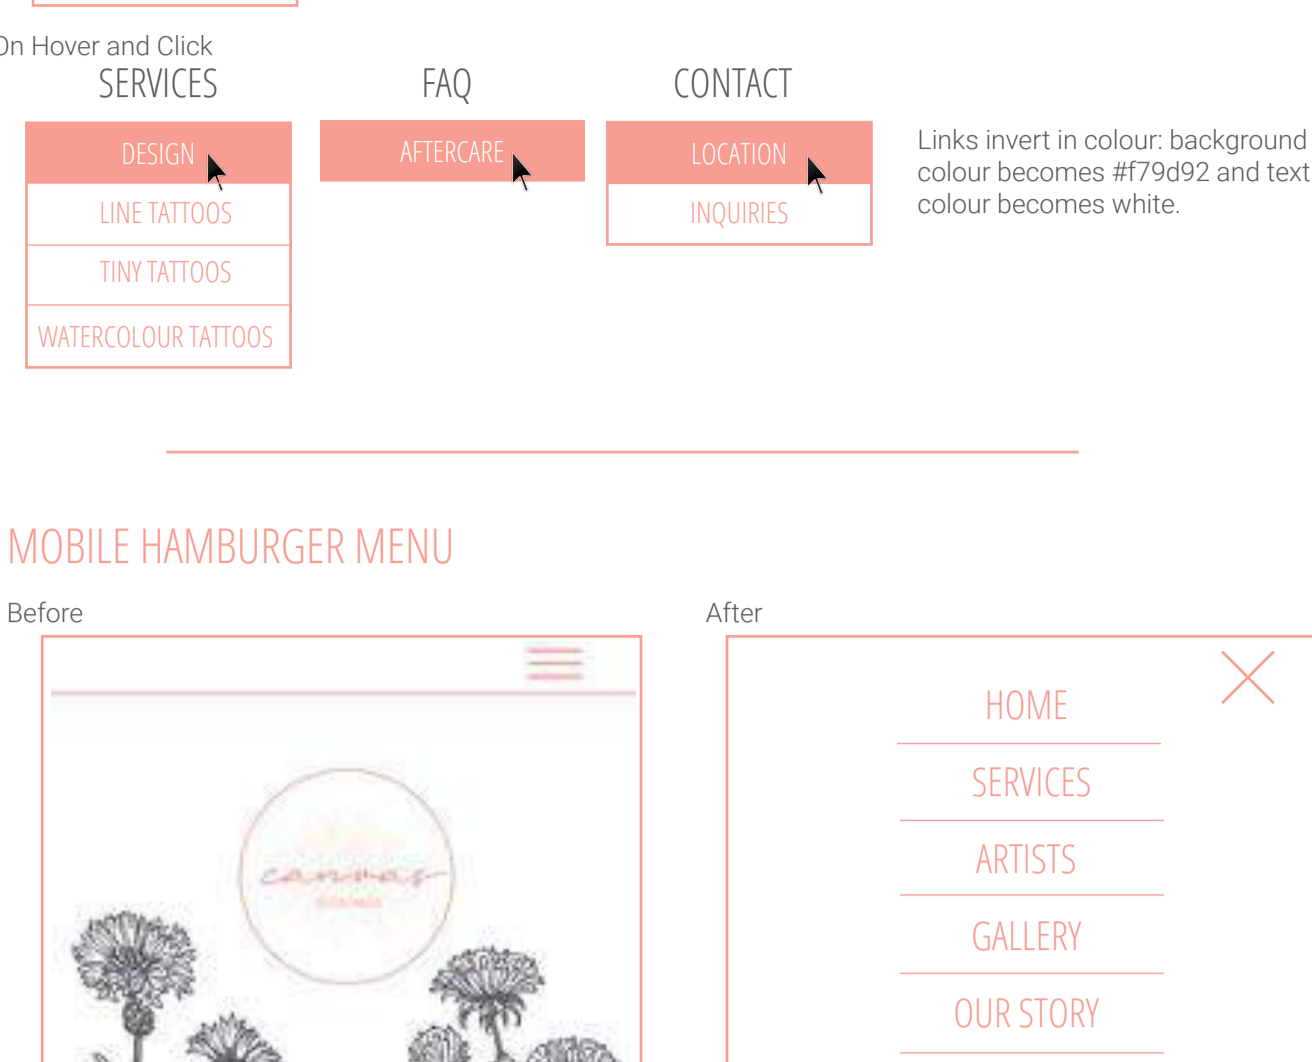 On Hover and Click
SERVICES
FAQ
CONTACT
DESIGN
LINE TATTOOS
TINY TATTOOS
WATERCOLOUR TATTOOS
AFTERCARE
LOCATION
INQUIRIES
Links invert in colour: background
colour becomes #f79d92 and text
colour becomes white.
MOBILE HAMBURGER MENU
Before
After
canvas
HOME
SERVICES
ARTISTS
GALLERY
OUR STORY